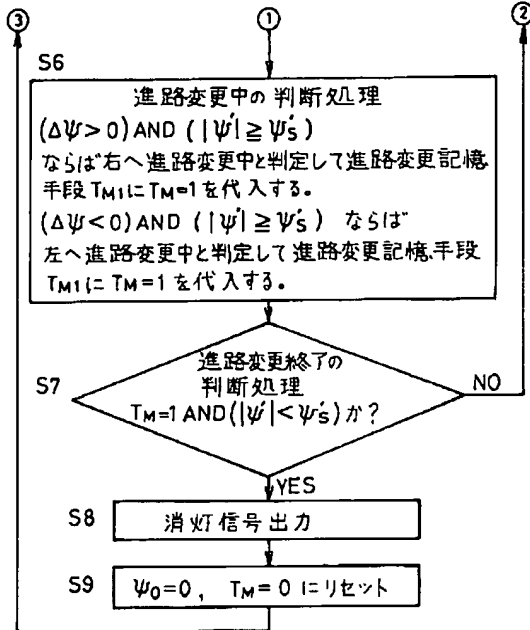 ③ ① ②
S6
進路変更中の判断処理
(ΔΨ>0) AND (|Ψ̇|≧Ψ̇s)
ならば右へ進路変更中と判定して進路変更記憶
手段TM1にTM=1を代入する。
(ΔΨ<0) AND (|Ψ̇|≧Ψ̇s) ならば
左へ進路変更中と判定して進路変更記憶手段
TM1にTM=1を代入する。
S7
進路変更終了の
判断処理
TM=1 AND(|Ψ̇|<Ψ̇s)か?
NO
YES
S8
消灯信号出力
S9
Ψ0=0, TM=0にリセット